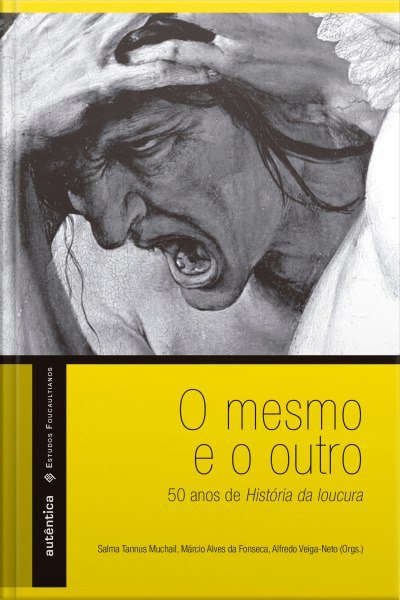 O mesmo
e o outro
50 anos de História da loucura
Salma Tannus Muchail, Márcio Alves da Fonseca, Alfredo Veiga-Neto (Orgs.)
autêntica
Estudos Foucaultianos